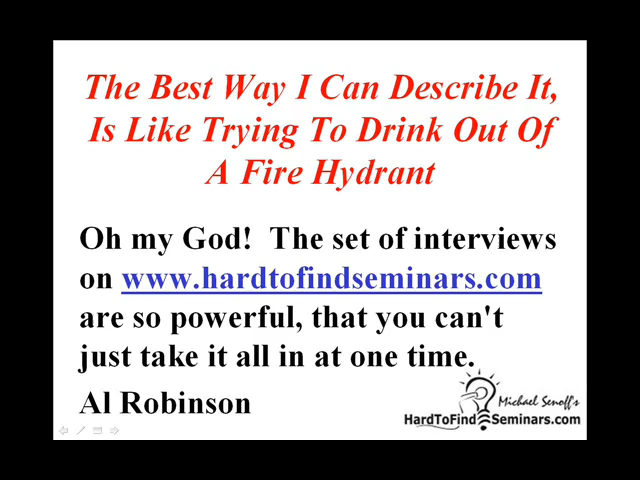 The Best Way I Can Describe It,
Is Like Trying To Drink Out Of
A Fire Hydrant
Oh my God!  The set of interviews
on www.hardtofindseminars.com
are so powerful, that you can't
just take it all in at one time.
Al Robinson
Michael Senoff's
HardToFindSeminars.com